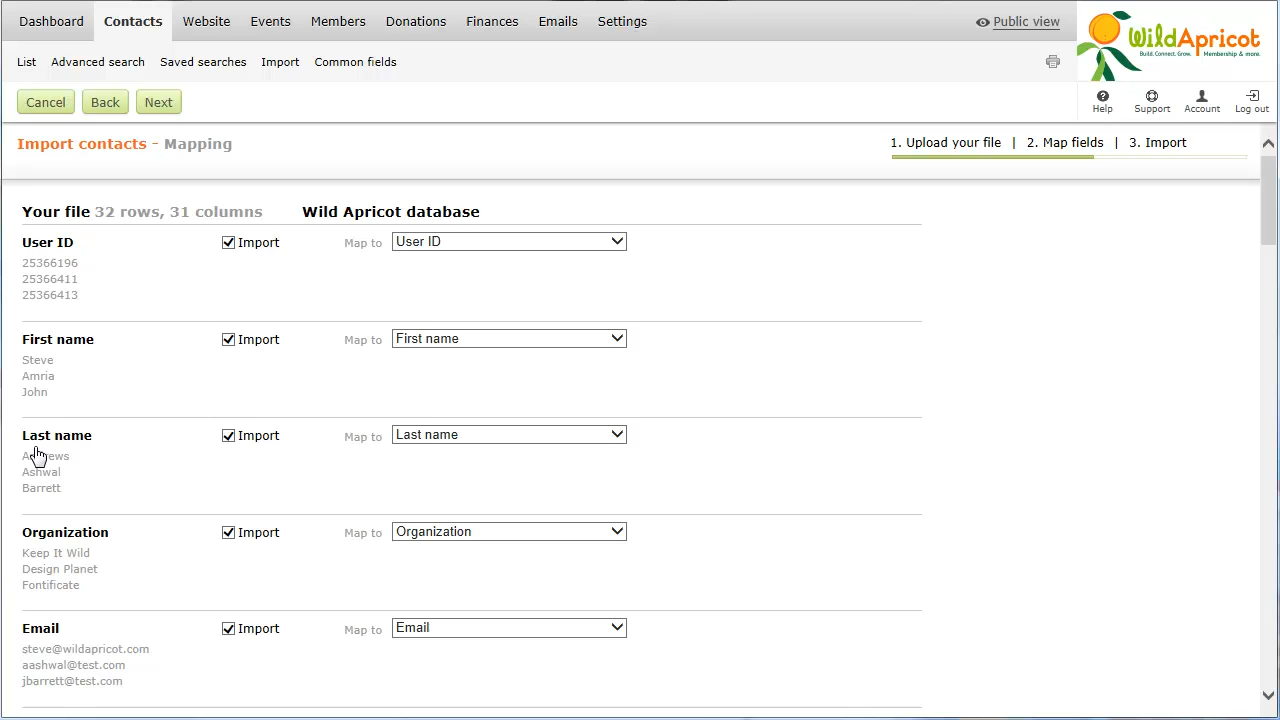 Dashboard Contacts Website Events Members Donations Finances Emails Settings Public view
WildApricot
Build. Connect. Grow. Membership & more.
List Advanced search Saved searches Import Common fields
Cancel Back Next
Help Support Account Log out
Import contacts - Mapping
1. Upload your file | 2. Map fields | 3. Import
Your file 32 rows, 31 columns Wild Apricot database
User ID Import Map to User ID
25366196
25366411
25366413
First name Import Map to First name
Steve
Amria
John
Last name Import Map to Last name
Ashwal
Barrett
Organization Import Map to Organization
Keep It Wild
Design Planet
Fontificate
Email Import Map to Email
steve@wildapricot.com
aashwal@test.com
jbarrett@test.com